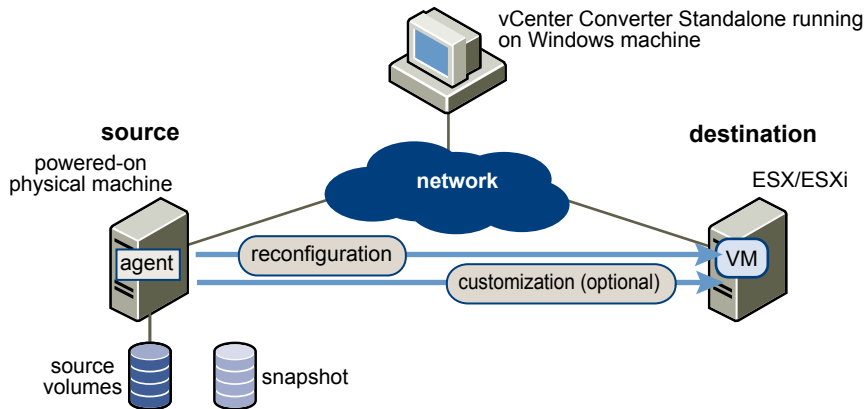 vCenter Converter Standalone running
on Windows machine
source
destination
powered-on
physical machine
network
ESX/ESXi
agent
reconfiguration
VM
customization (optional)
source
volumes
snapshot